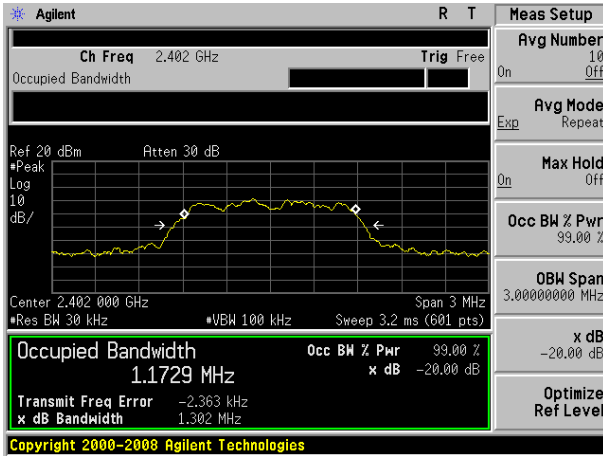 Agilent R T
Ch Freq 2.402 GHz Trig Free
Occupied Bandwidth
Ref 20 dBm Atten 30 dB
#Peak
Log
10
dB/
Center 2.402 000 GHz Span 3 MHz
#Res BW 30 kHz #VBW 100 kHz Sweep 3.2 ms (601 pts)
Occupied Bandwidth Occ BW % Pwr 99.00 %
1.1729 MHz x dB -20.00 dB
Transmit Freq Error -2.363 kHz
x dB Bandwidth 1.302 MHz
Copyright 2000-2008 Agilent Technologies
Meas Setup
Avg Number
10
On Off
Avg Mode
Exp Repeat
Max Hold
On Off
Occ BW % Pwr
99.00 %
OBW Span
3.00000000 MHz
x dB
-20.00 dB
Optimize
Ref Level